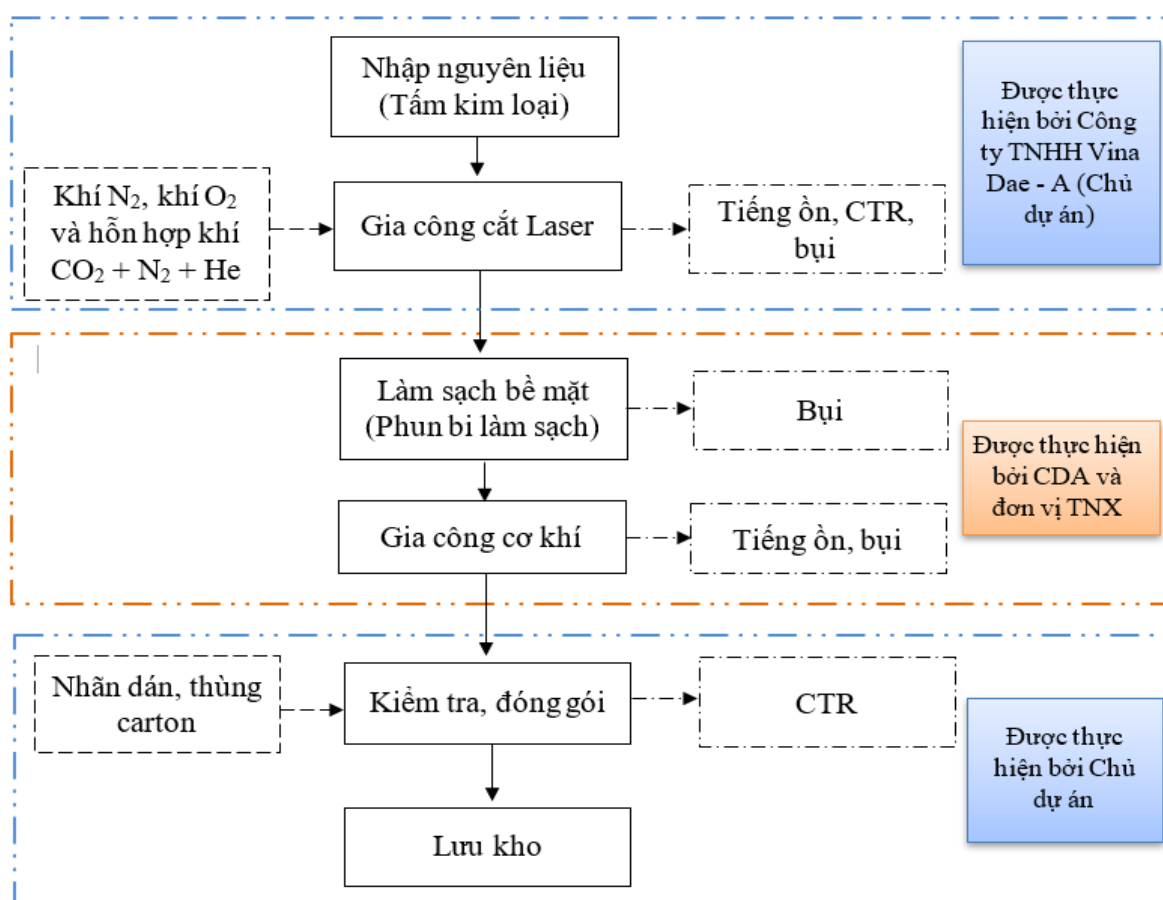 Nhập nguyên liệu
(Tấm kim loại)
Được thực
hiện bởi Công
ty TNHH Vina
Dae - A (Chủ
dự án)
Khí N₂, khí O₂
và hỗn hợp khí
CO₂ + N₂ + He
Gia công cắt Laser
Tiếng ồn, CTR,
bụi
Làm sạch bề mặt
(Phun bi làm sạch)
Bụi
Được thực hiện
bởi CDA và
đơn vị TNX
Gia công cơ khí
Tiếng ồn, bụi
Nhãn dán, thùng
carton
Kiểm tra, đóng gói
CTR
Được thực
hiện bởi Chủ
dự án
Lưu kho